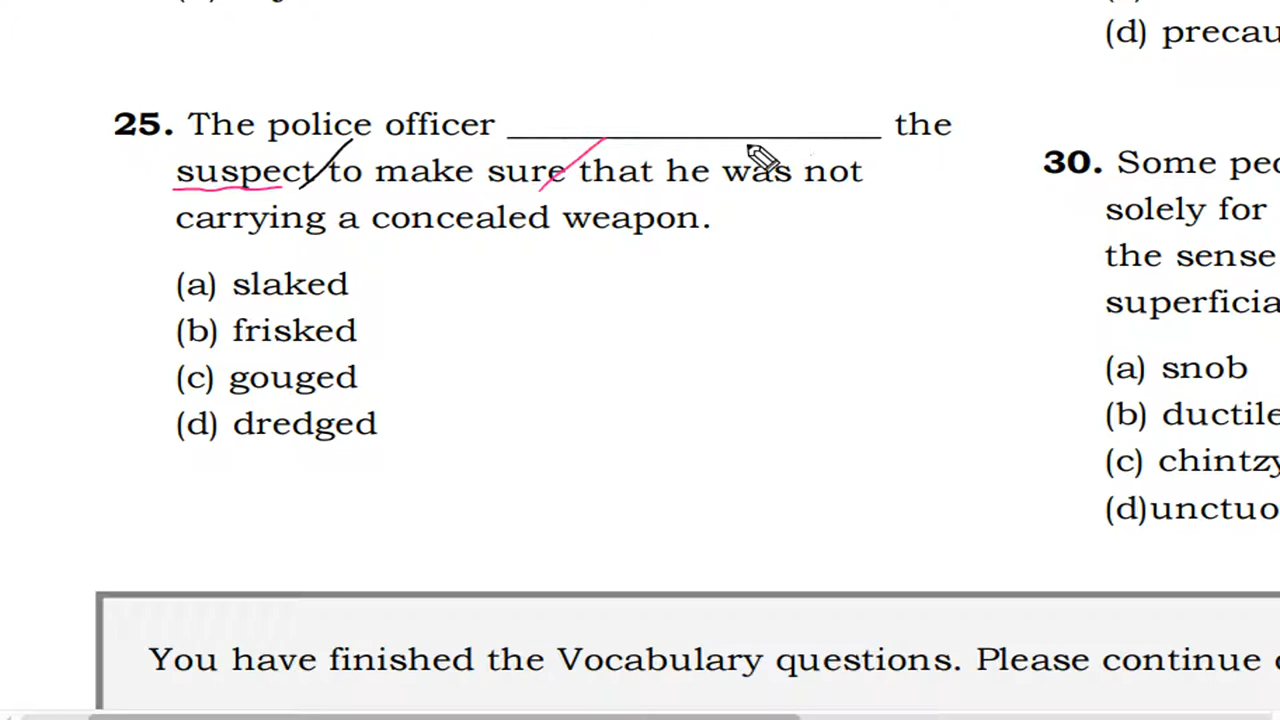 (d) precau
25. The police officer ____________________ the
suspect to make sure that he was not
carrying a concealed weapon.
(a) slaked
(b) frisked
(c) gouged
(d) dredged
30. Some peo
solely for
the sense
superficia
(a) snob
(b) ductile
(c) chintzy
(d)unctuo
You have finished the Vocabulary questions. Please continue